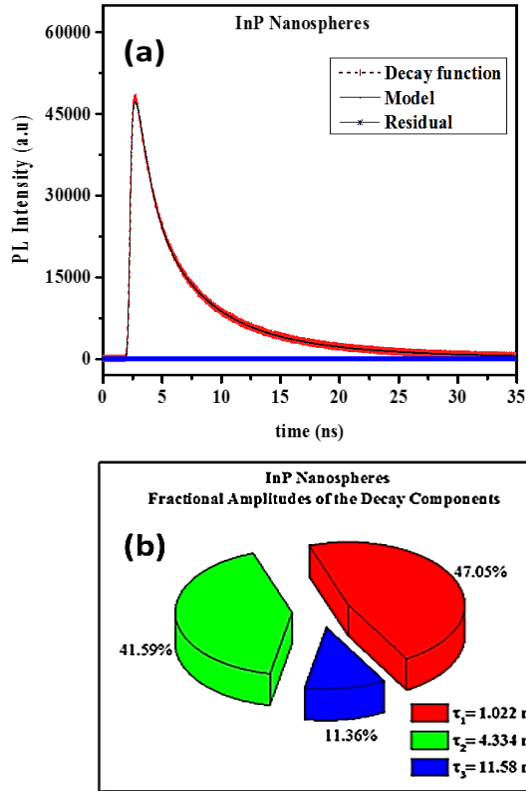 60000
(a)
InP Nanospheres
Decay function
Model
Residual
45000
30000
15000
0
PL Intensity (a.u)
0 5 10 15 20 25 30 35
time (ns)
InP Nanospheres
Fractional Amplitudes of the Decay Components
(b)
47.05%
41.59%
11.36%
τ1= 1.022
τ2= 4.334
τ3= 11.58